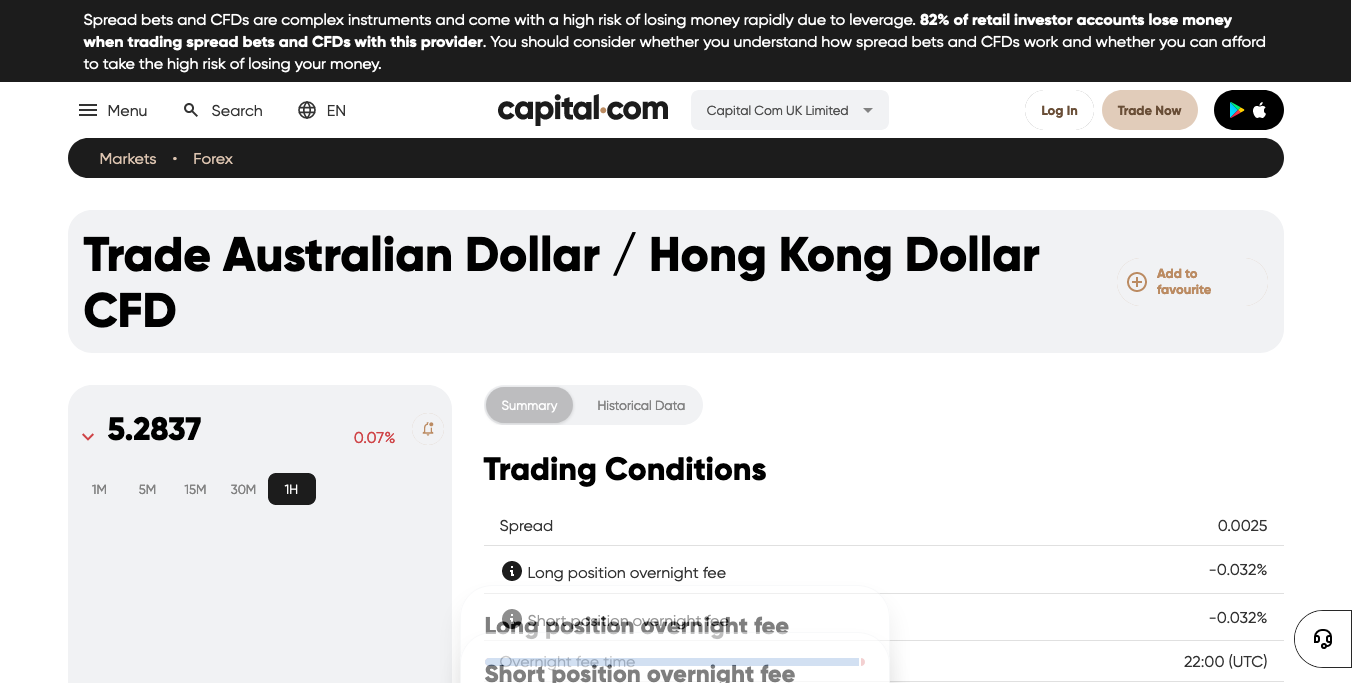 Spread bets and CFDs are complex instruments and come with a high risk of losing money rapidly due to leverage. 82% of retail investor accounts lose money
when trading spread bets and CFDs with this provider. You should consider whether you understand how spread bets and CFDs work and whether you can afford
to take the high risk of losing your money.
Menu Search EN capital.com Capital Com UK Limited Log In Trade Now
Markets • Forex
Trade Australian Dollar / Hong Kong Dollar
CFD
Add to
favourite
5.2837 0.07%
1M 5M 15M 30M 1H
Summary Historical Data
Trading Conditions
Spread 0.0025
Long position overnight fee -0.032%
Short position overnight fee -0.032%
Long position overnight fee
Overnight fee time 22:00 (UTC)
Short position overnight fee